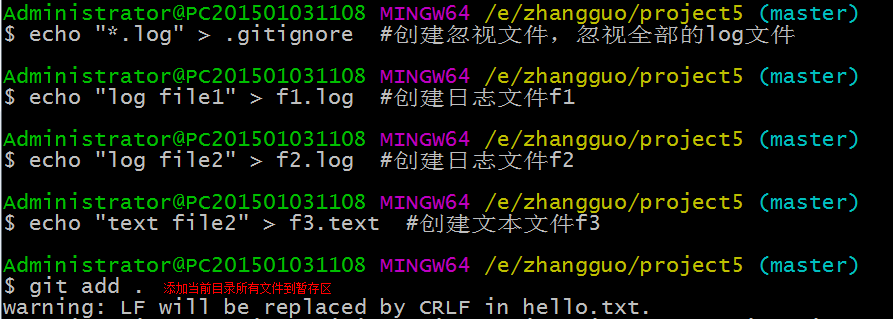 Administrator@PC201501031108 MINGW64 /e/zhangguo/project5 (master)
$ echo "*.log" > .gitignore  #创建忽视文件，忽视全部的log文件
Administrator@PC201501031108 MINGW64 /e/zhangguo/project5 (master)
$ echo "log file1" > f1.log  #创建日志文件f1
Administrator@PC201501031108 MINGW64 /e/zhangguo/project5 (master)
$ echo "log file2" > f2.log  #创建日志文件f2
Administrator@PC201501031108 MINGW64 /e/zhangguo/project5 (master)
$ echo "text file2" > f3.text  #创建文本文件f3
Administrator@PC201501031108 MINGW64 /e/zhangguo/project5 (master)
$ git add .  添加当前目录所有文件到暂存区
warning: LF will be replaced by CRLF in hello.txt.